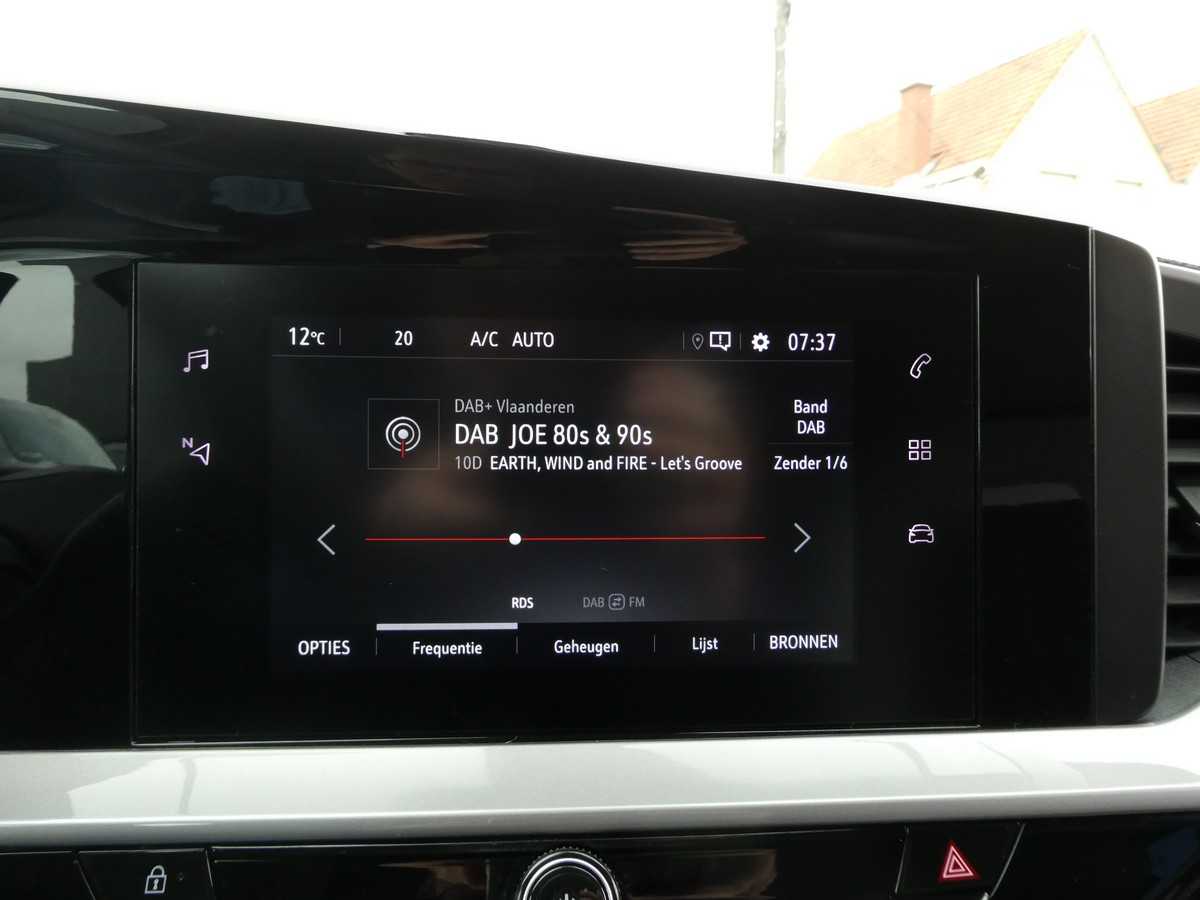 12°C 20 A/C AUTO 07:37
N
DAB+ Vlaanderen
DAB JOE 80s & 90s
10D EARTH, WIND and FIRE - Let's Groove
Band
DAB
Zender 1/6
RDS DAB FM
OPTIES Frequentie Geheugen Lijst BRONNEN